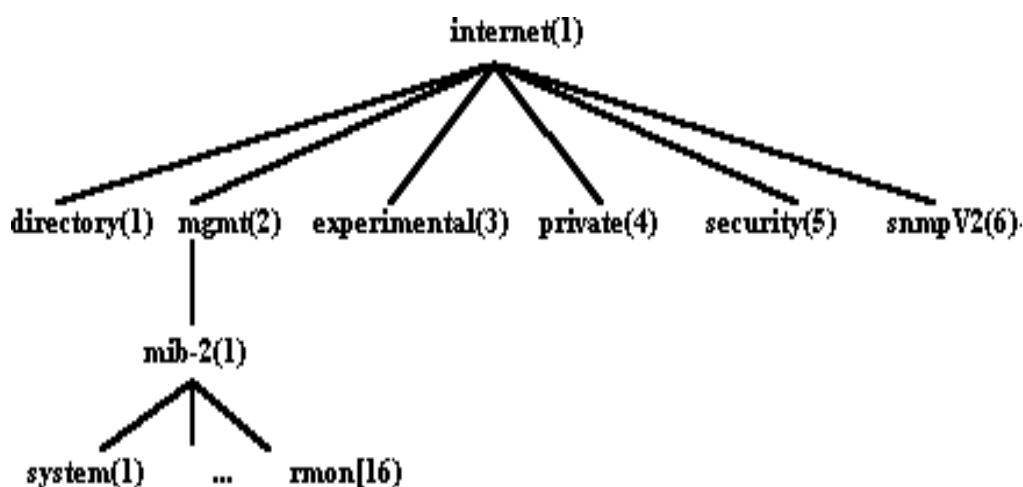 internet(1)
directory(1) mgmt(2) experimental(3) private(4) security(5) snmpV2(6)-
mib-2(1)
system(1) ... rmon[16)